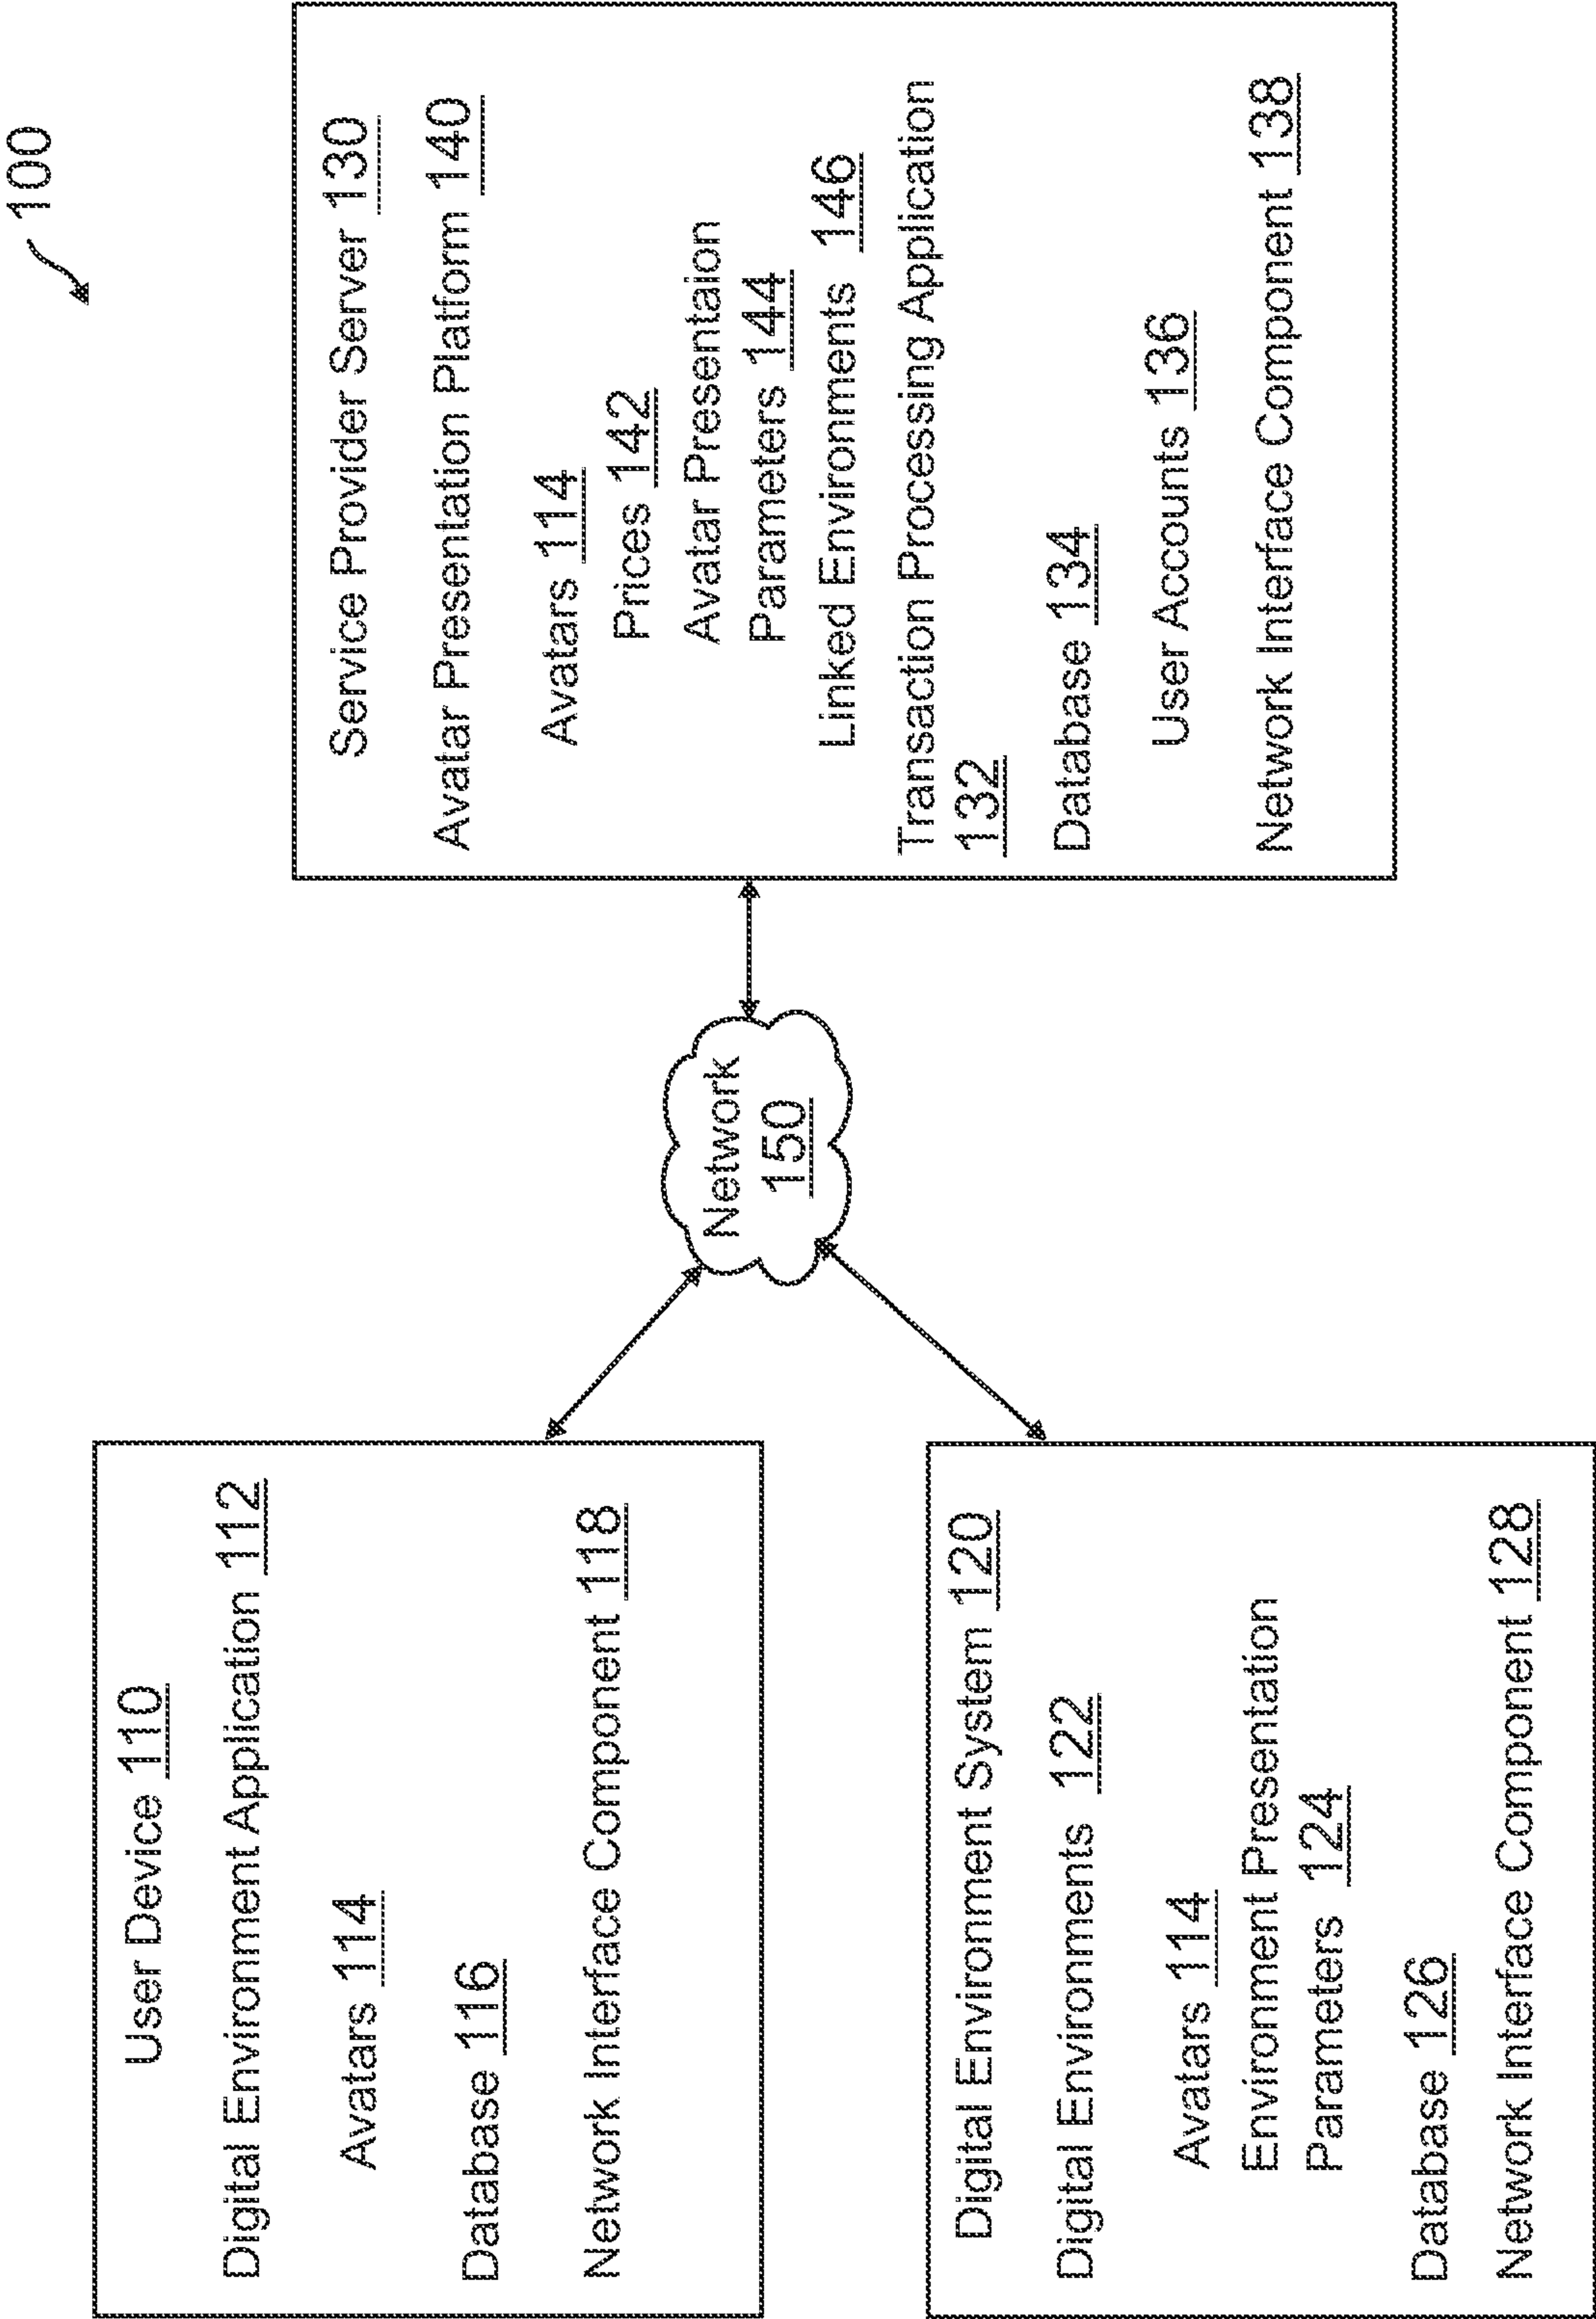 100
User Device 110
Digital Environment Application 112
Avatars 114
Database 116
Network Interface Component 118
Digital Environment System 120
Digital Environments 122
Avatars 114
Environment Presentation
Parameters 124
Database 126
Network Interface Component 128
Network
150
Service Provider Server 130
Avatar Presentation Platform 140
Avatars 114
Prices 142
Avatar Presentaion
Parameters 144
Linked Environments 146
Transaction Processing Application
132
Database 134
User Accounts 136
Network Interface Component 138